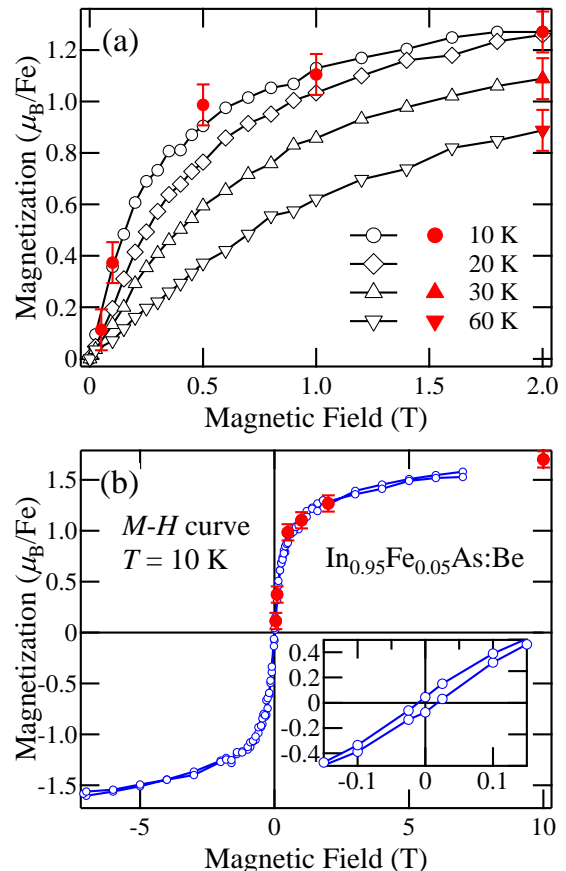 (a)
1.2
1.0
0.8
0.6
0.4
0.2
0
Magnetization (μB/Fe)
10 K
20 K
30 K
60 K
0 0.5 1.0 1.5 2.0
Magnetic Field (T)
(b)
1.5
1.0
0.5
0
-0.5
-1.0
-1.5
Magnetization (μB/Fe)
M-H curve
T = 10 K
In0.95Fe0.05As:Be
0.4
0.2
0
-0.2
-0.4
-0.1 0 0.1
-5 0 5 10
Magnetic Field (T)